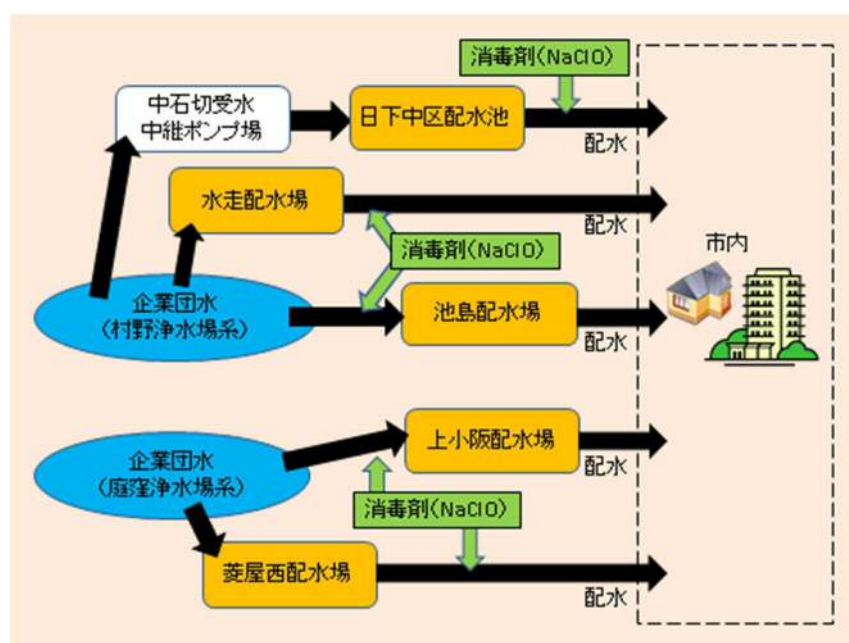 消毒剤(NaClO)
中石切受水
中継ポンプ場
日下中区配水池
配水
水走配水場
配水
消毒剤(NaClO)
市内
企業団水
(村野浄水場系)
池島配水場
配水
企業団水
(庭窪浄水場系)
上小阪配水場
配水
消毒剤(NaClO)
菱屋西配水場
配水